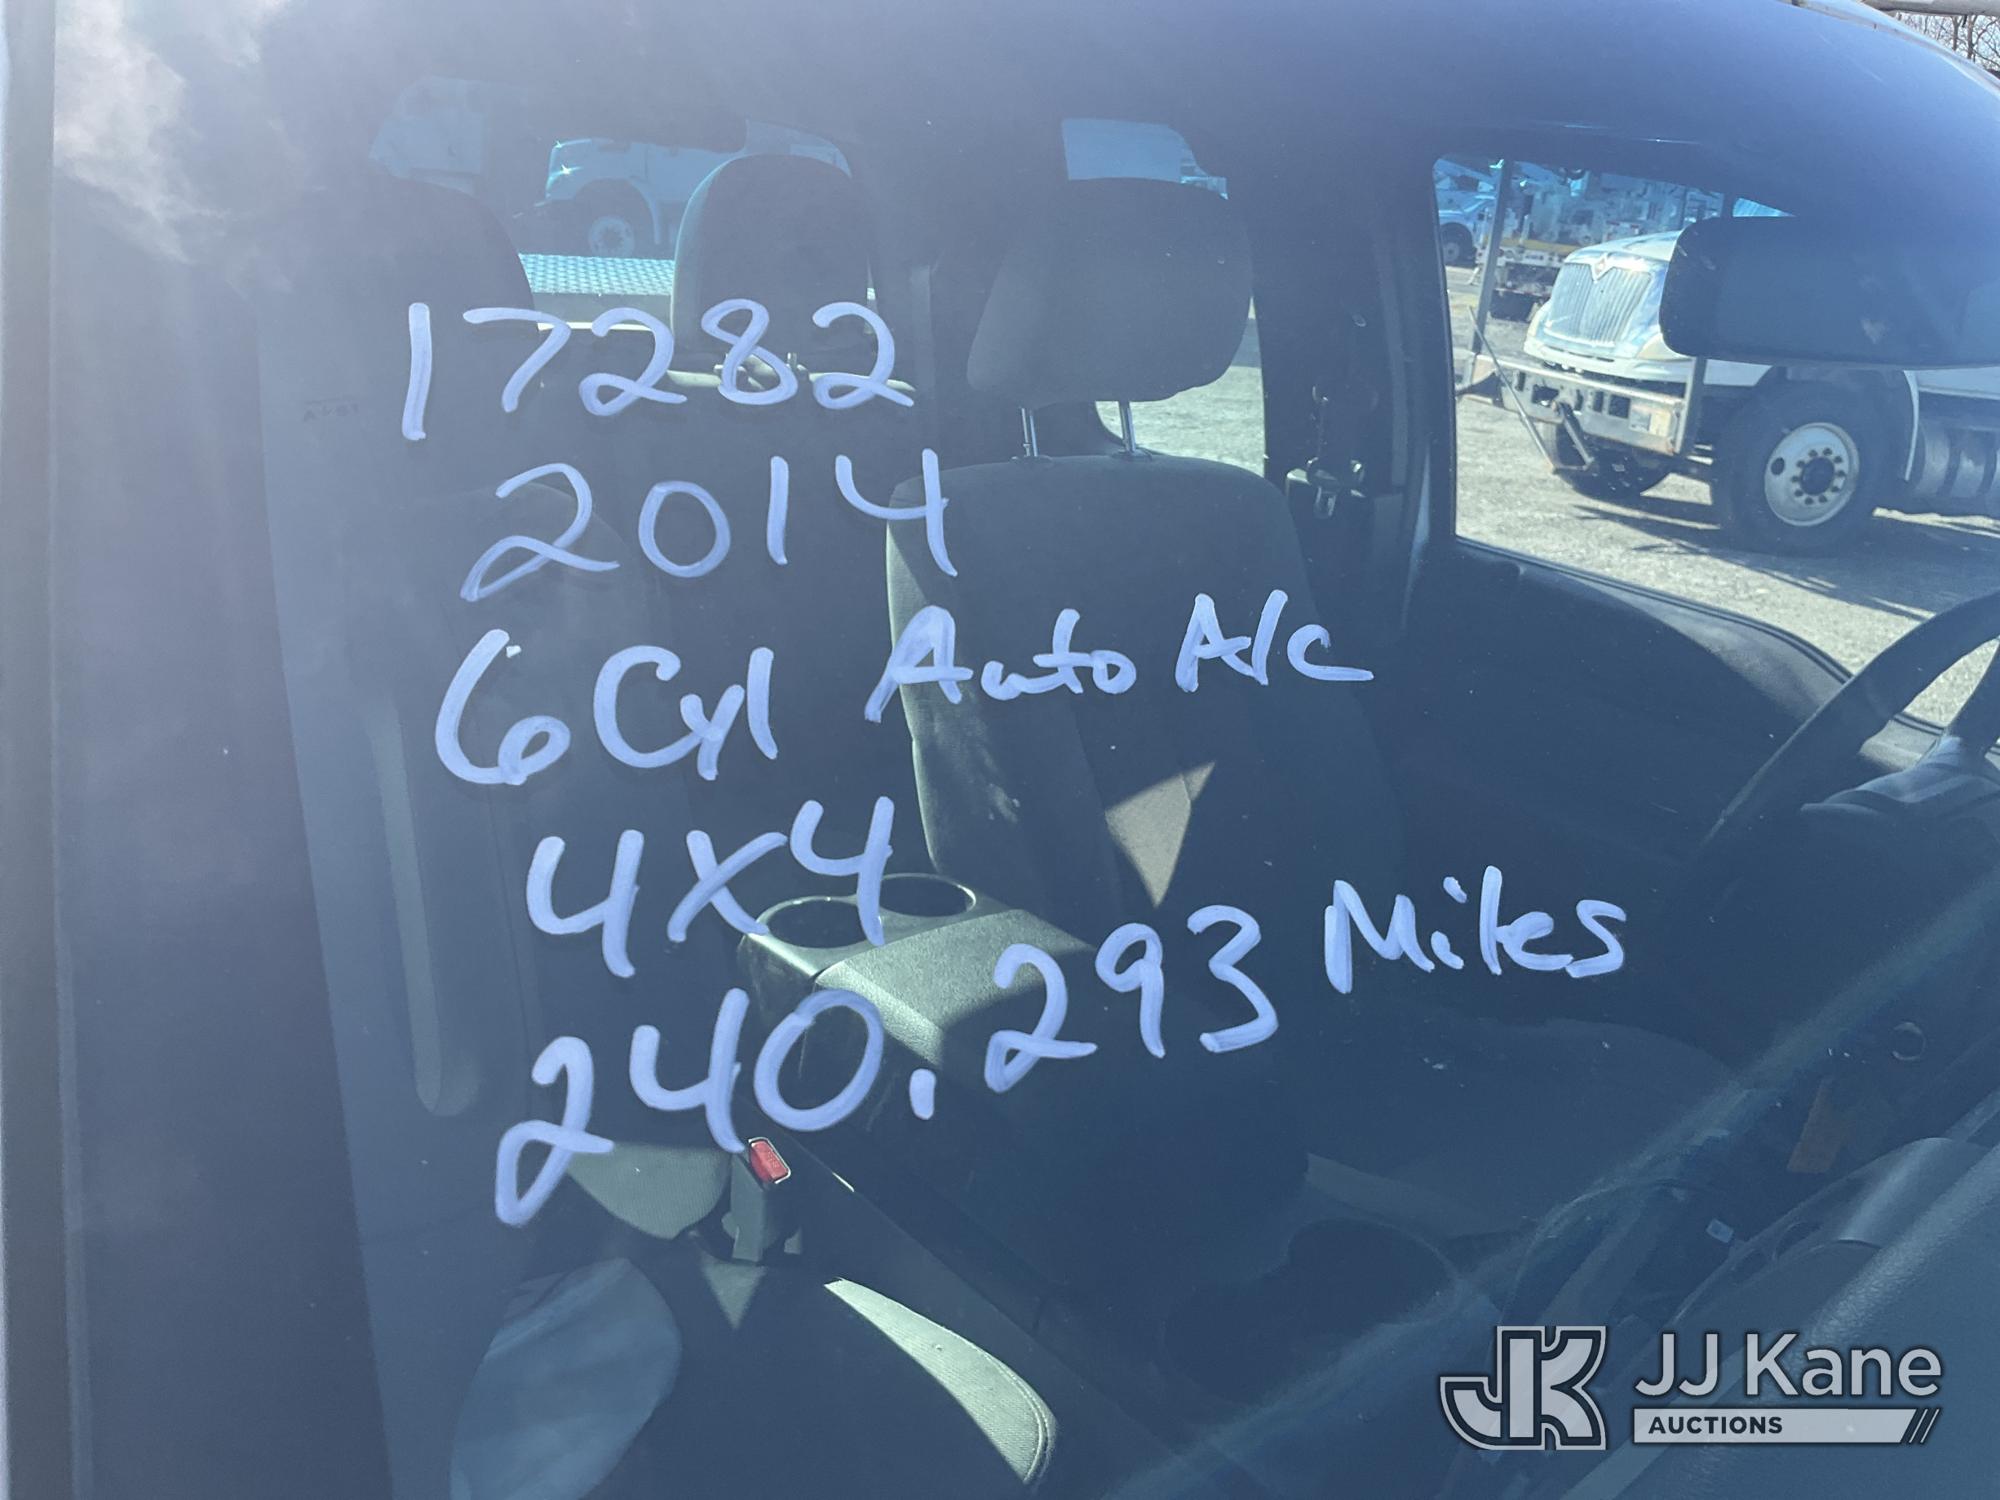 17282
2014
6 Cyl Auto A/C
4x4
240.293 Miles
JJ Kane
AUCTIONS